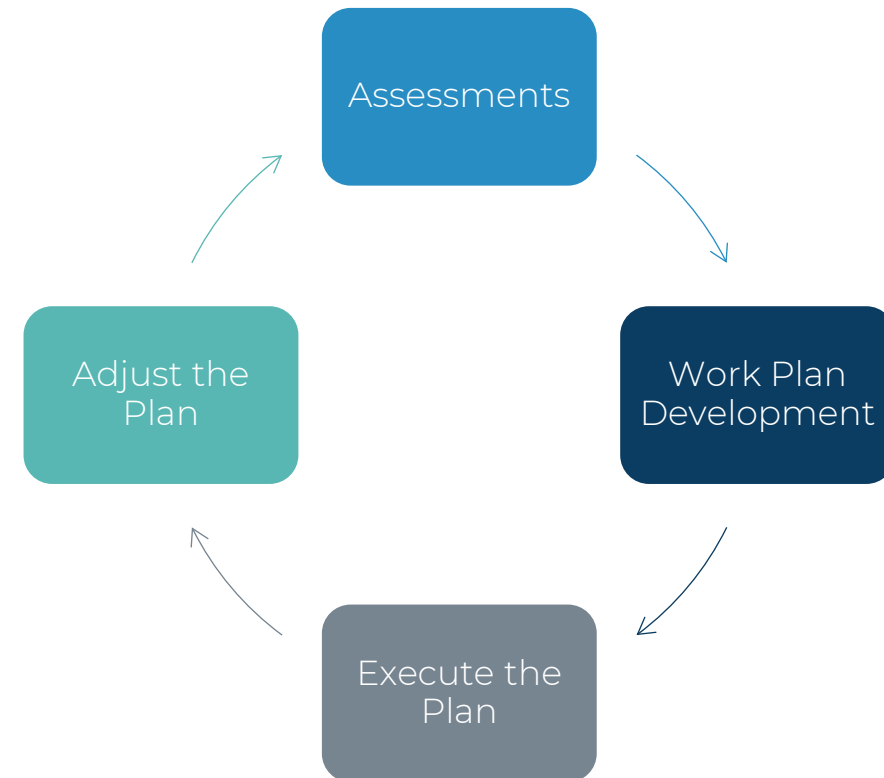 Assessments
Adjust the
Plan
Work Plan
Development
Execute the
Plan